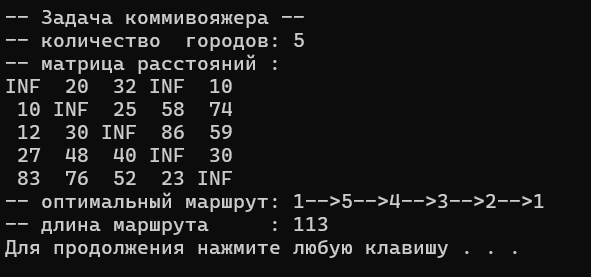 -- Задача коммивояжера --
-- количество  городов: 5
-- матрица расстояний :
INF  20  32 INF  10
 10 INF  25  58  74
 12  30 INF  86  59
 27  48  40 INF  30
 83  76  52  23 INF
-- оптимальный маршрут: 1-->5-->4-->3-->2-->1
-- длина маршрута     : 113
Для продолжения нажмите любую клавишу . . .